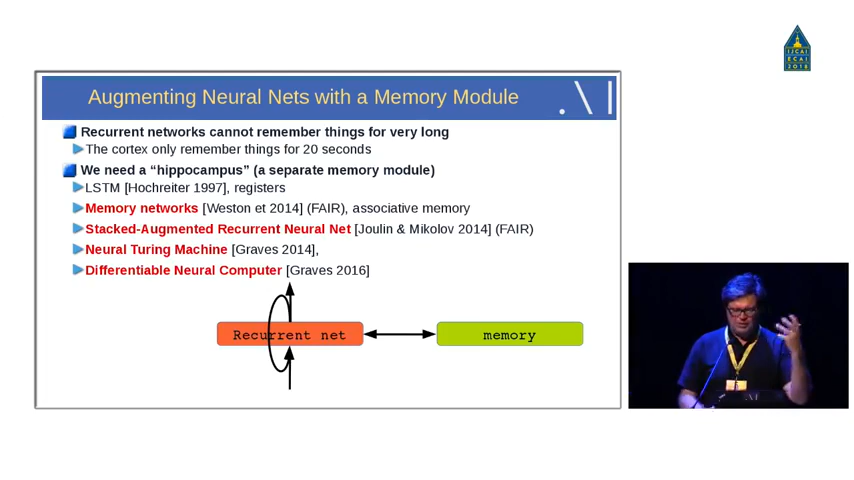 IJCAI
ECAI
2018
Augmenting Neural Nets with a Memory Module
Recurrent networks cannot remember things for very long
The cortex only remember things for 20 seconds
We need a “hippocampus” (a separate memory module)
LSTM [Hochreiter 1997], registers
Memory networks [Weston et 2014] (FAIR), associative memory
Stacked-Augmented Recurrent Neural Net [Joulin & Mikolov 2014] (FAIR)
Neural Turing Machine [Graves 2014],
Differentiable Neural Computer [Graves 2016]
Recurrent net
memory